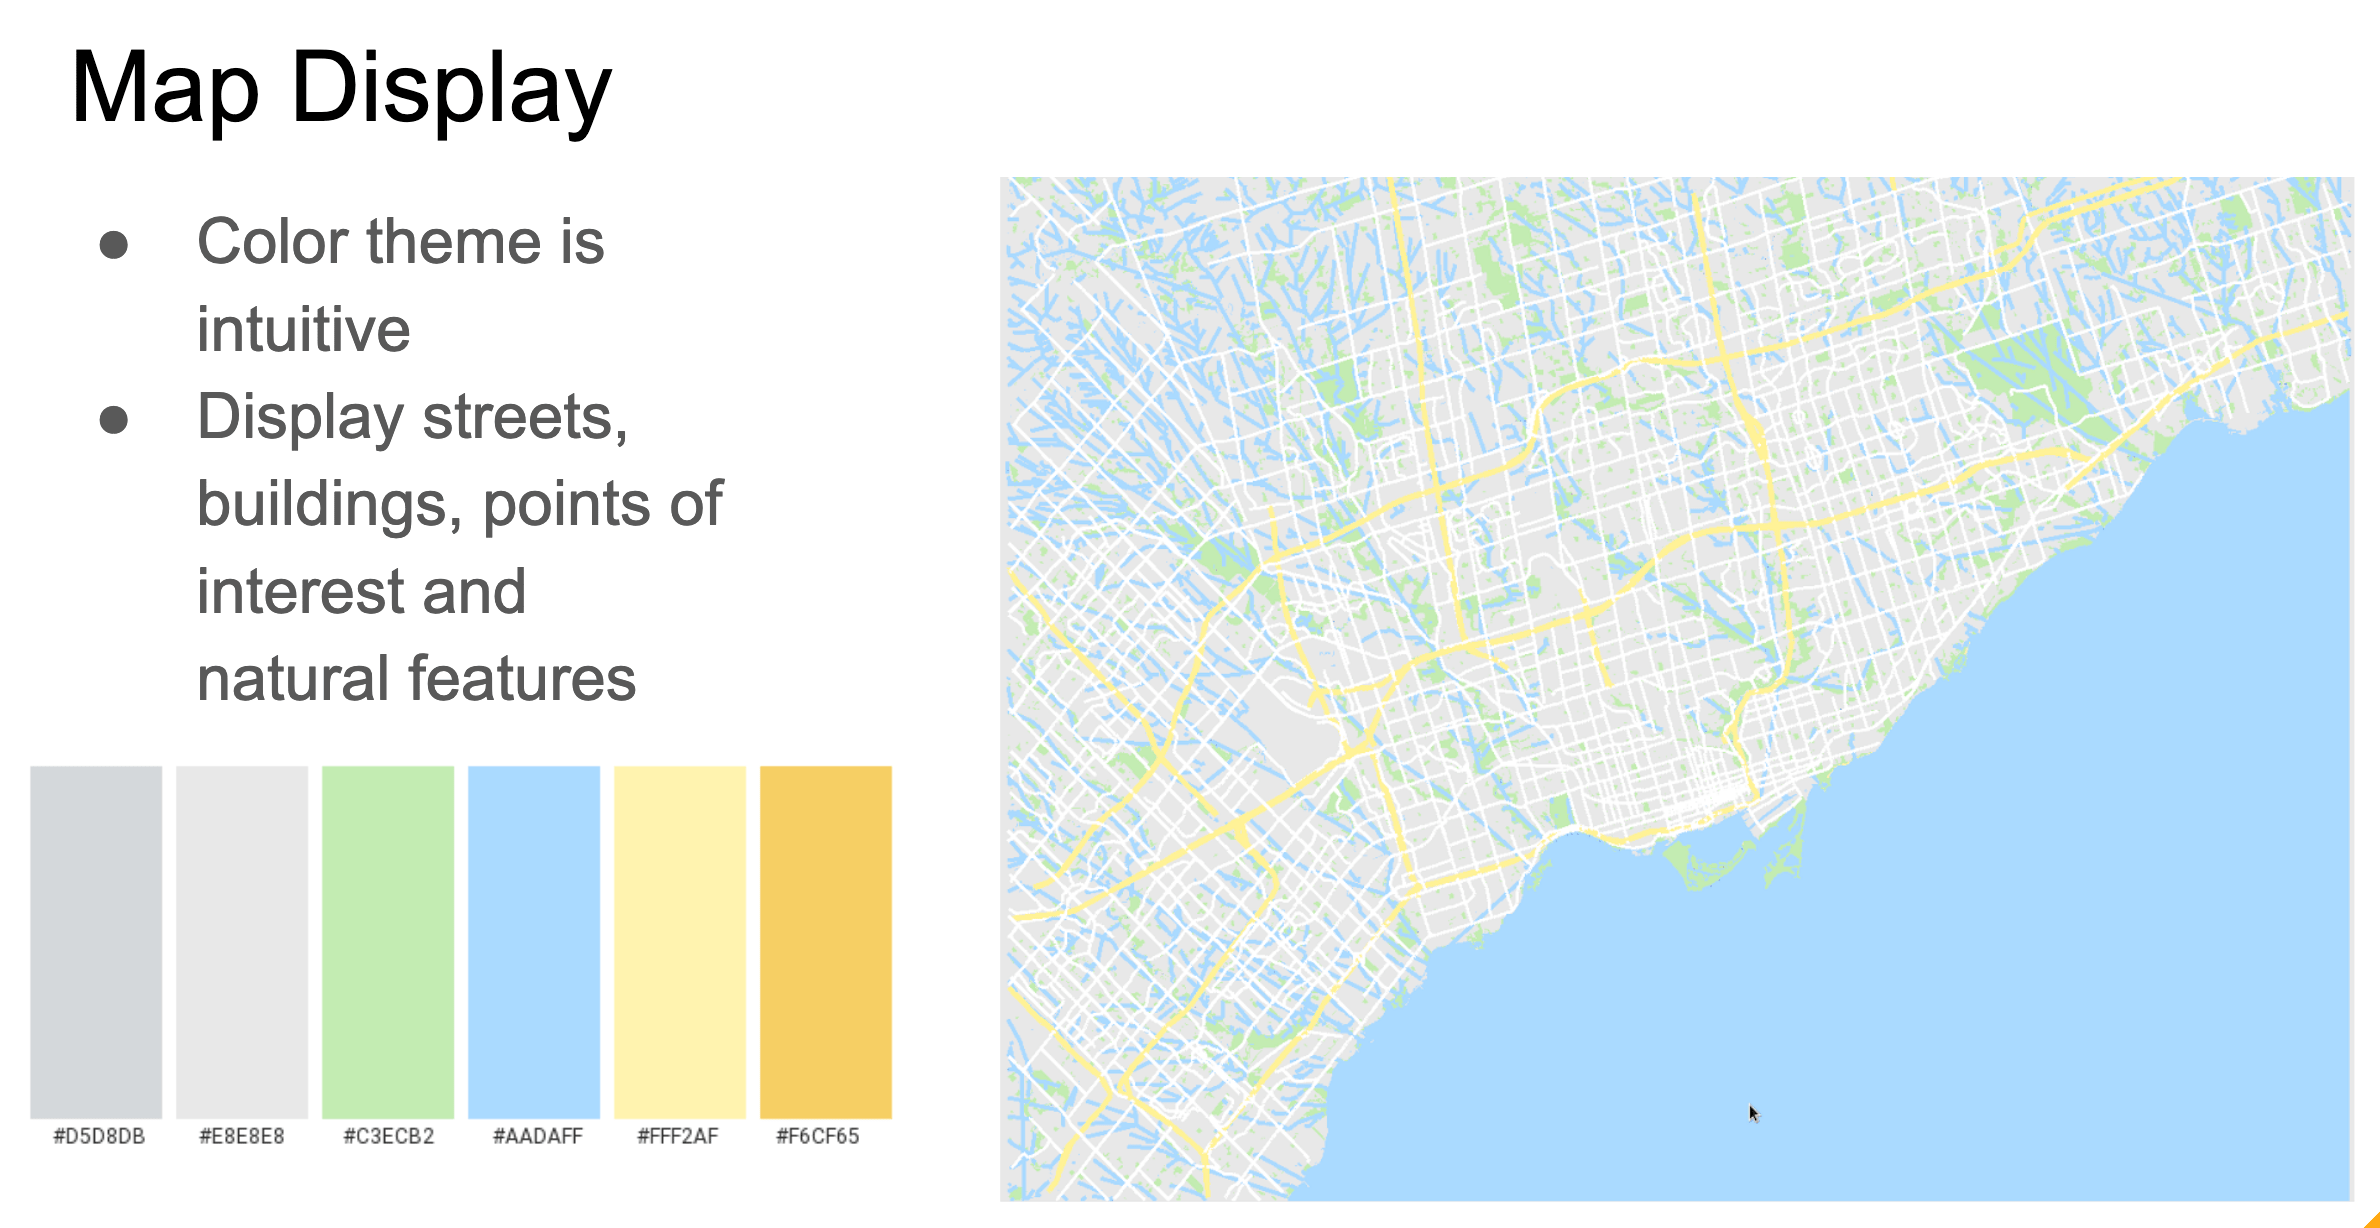 Map Display
● Color theme is
intuitive
● Display streets,
buildings, points of
interest and
natural features
#D5D8DB #E8E8E8 #C3ECB2 #AADAFF #FFF2AF #F6CF65